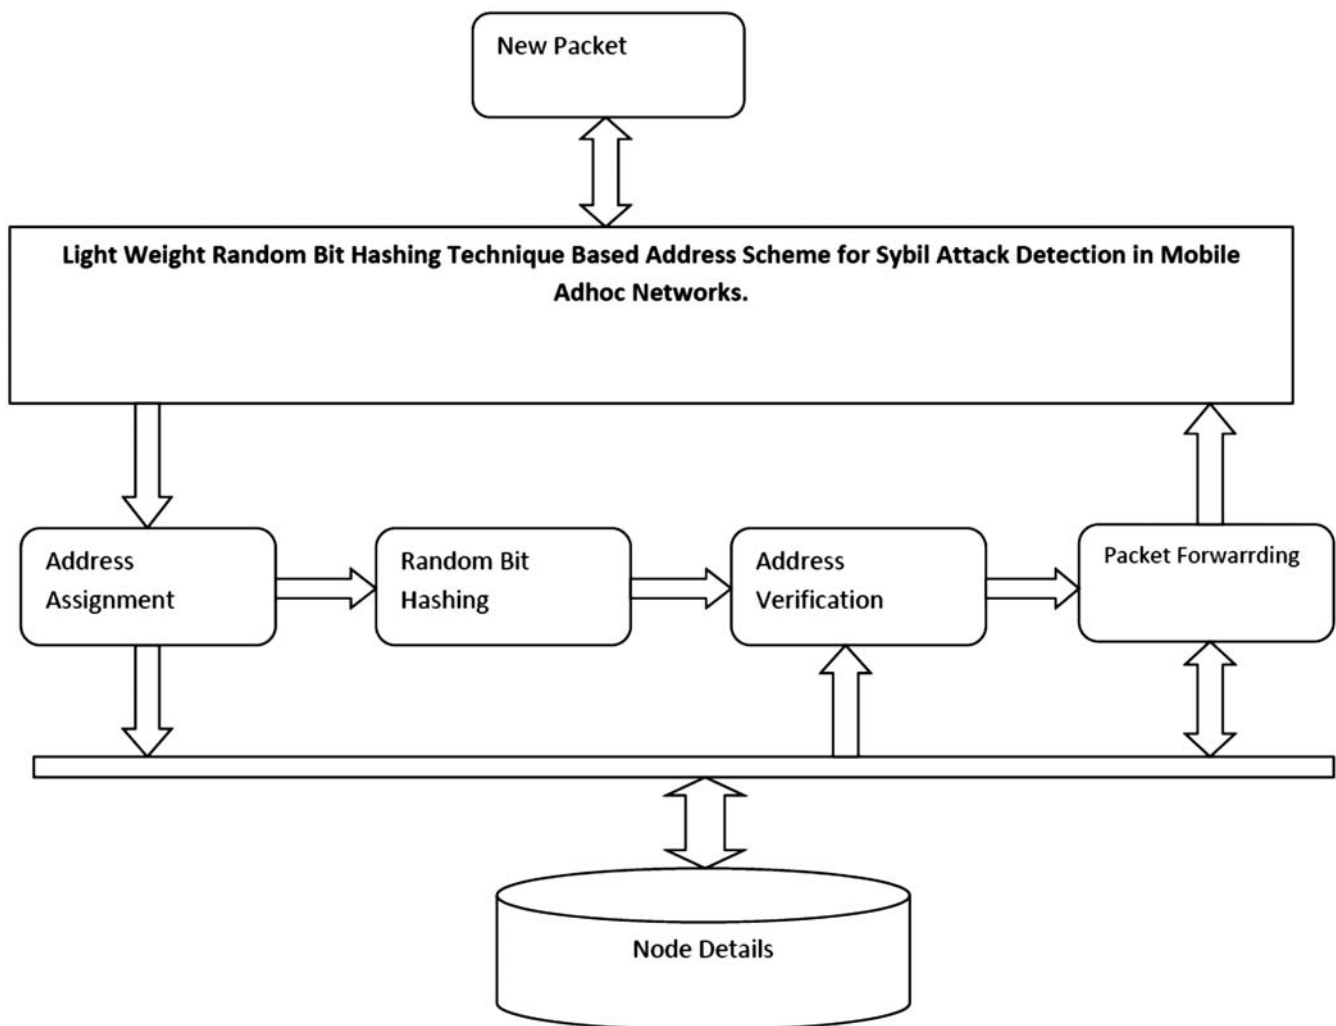 New Packet
Light Weight Random Bit Hashing Technique Based Address Scheme for Sybil Attack Detection in Mobile
Adhoc Networks.
Address
Assignment
Random Bit
Hashing
Address
Verification
Packet Forwarrding
Node Details